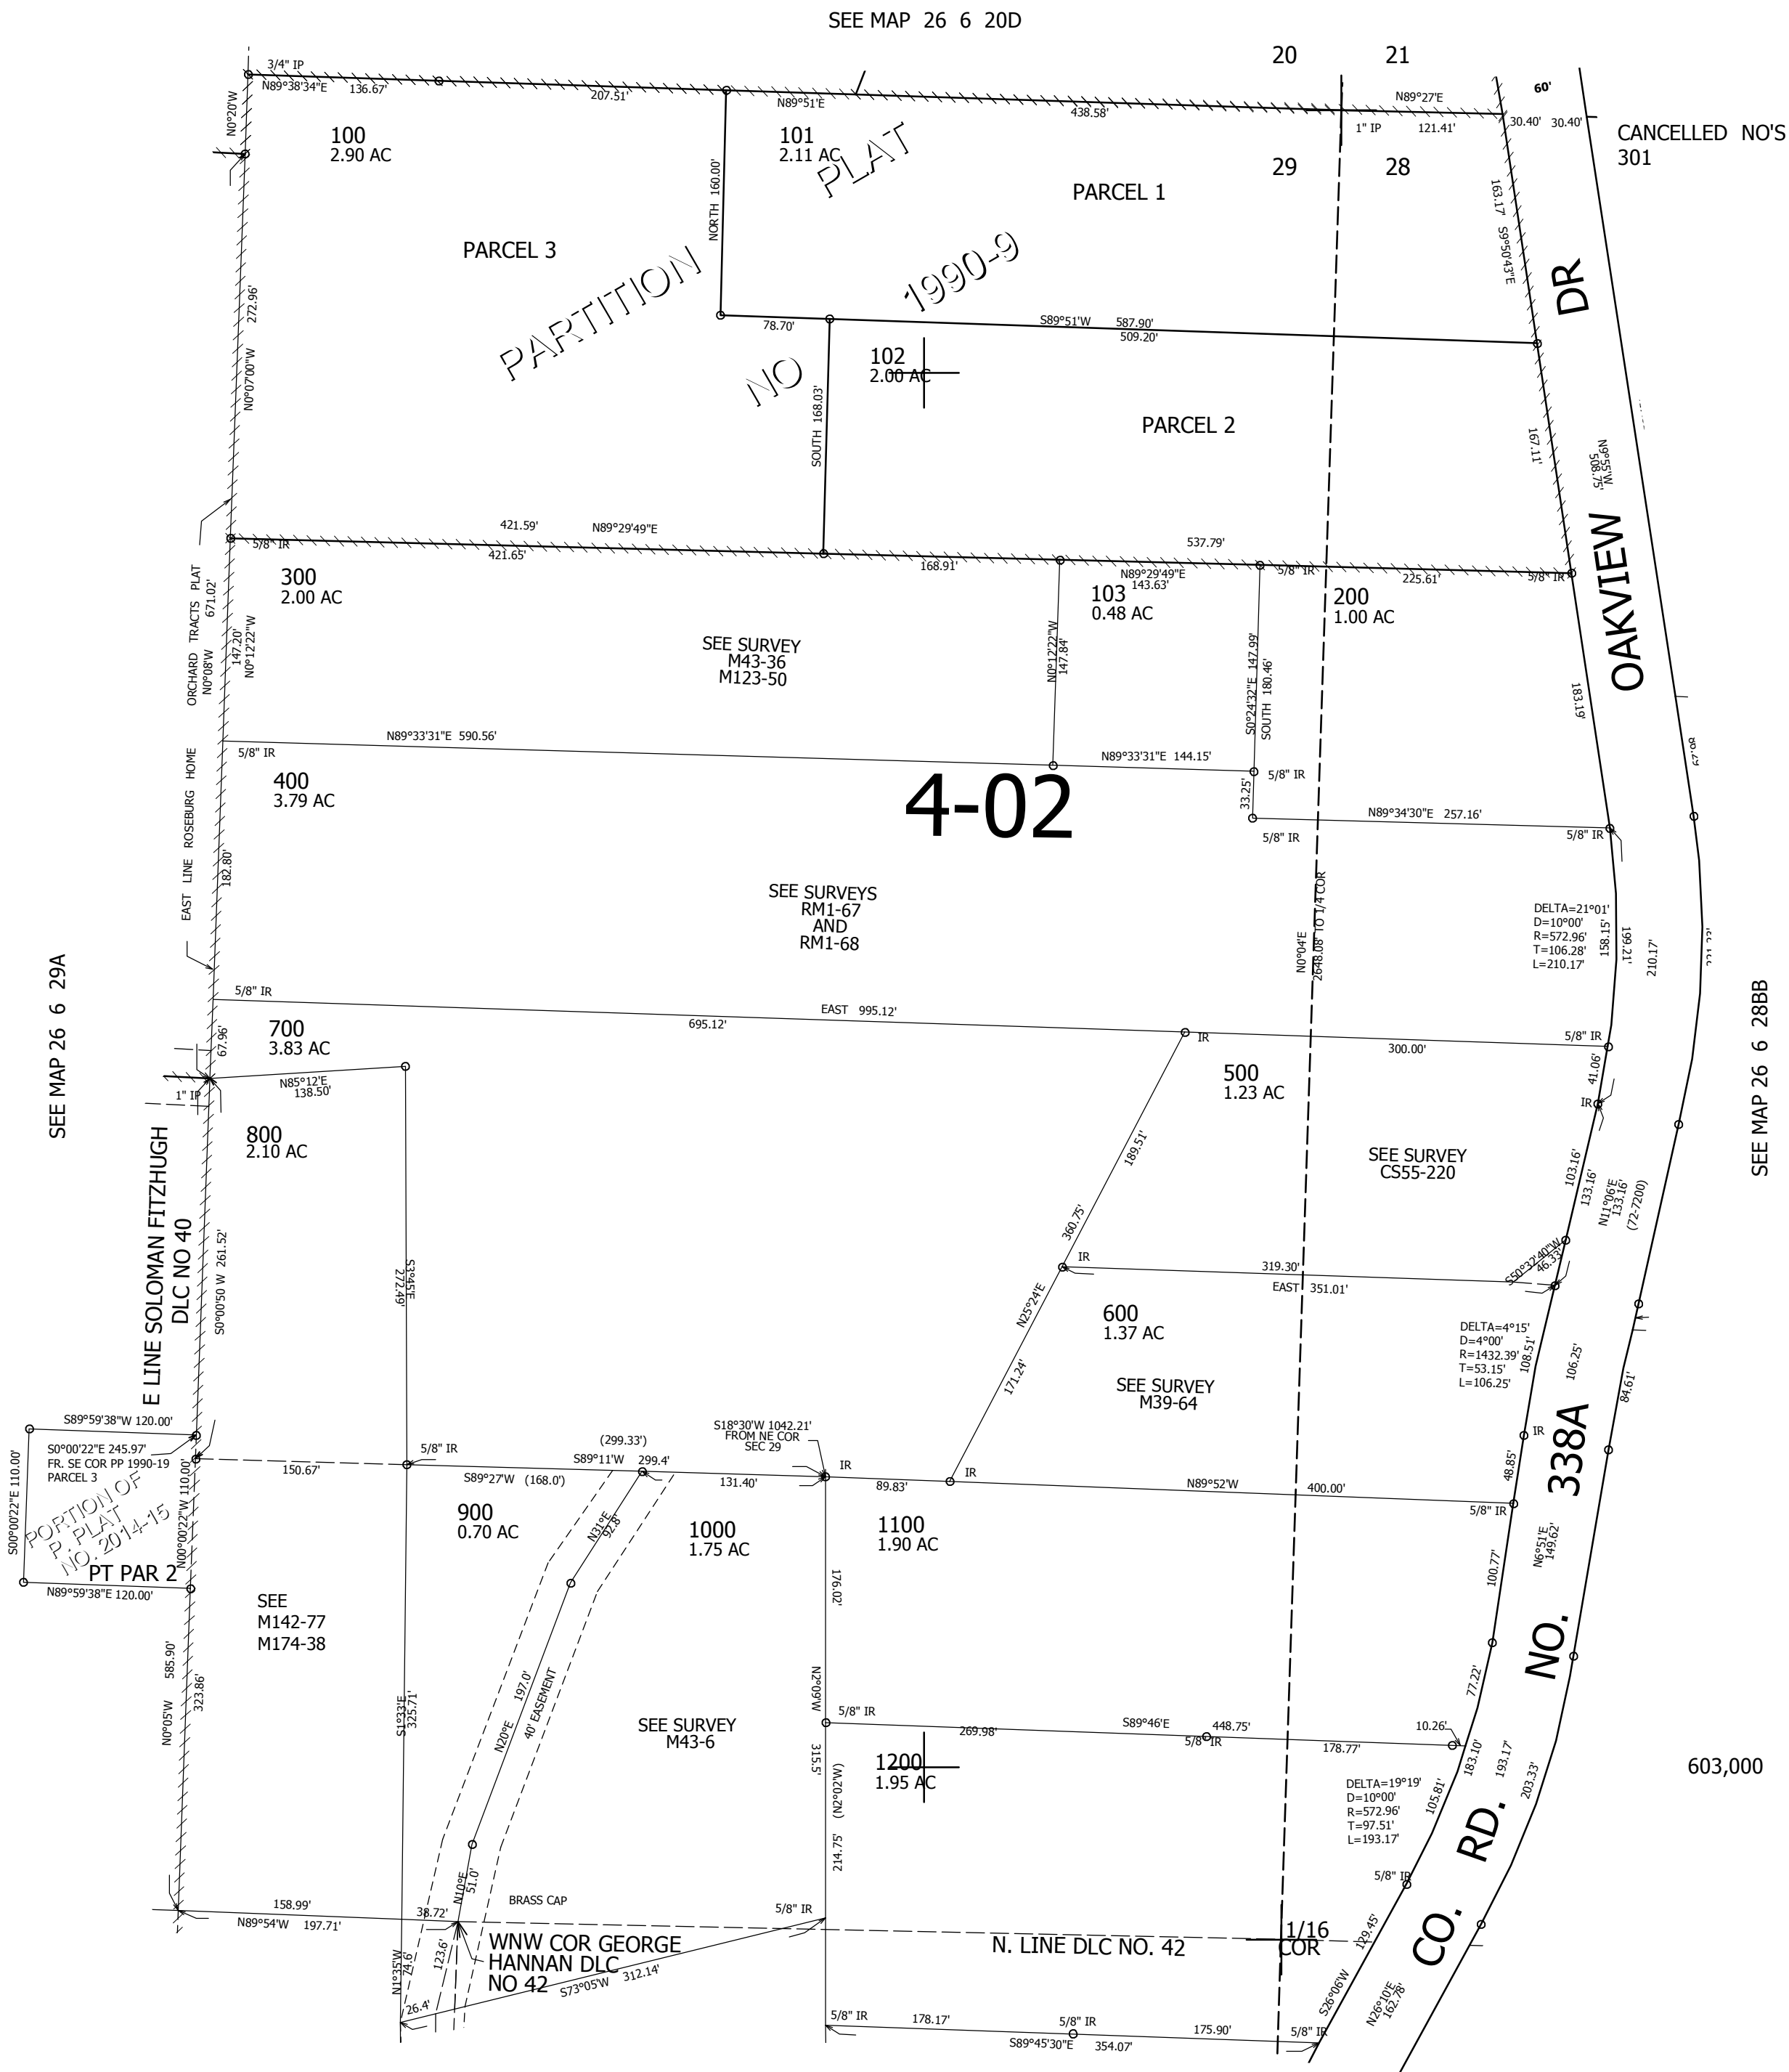 SEE MAP 26 6 20D
20
21
29
28
60'
3/4" IP
N89°38'34"E
136.67'
207.51'
N89°51'E
438.58'
N89°27'E
1" IP
121.41'
30.40'
30.40'
CANCELLED NO'S
301
N0°20'W
100
2.90 AC
101
2.11 AC
PARCEL 1
PARCEL 3
PARTITION
PLAT
NO
1990-9
NORTH 160.00'
163.17'
S9°50'43"E
DR
272.96'
N0°07'00"W
78.70'
S89°51'W
587.90'
509.20'
102
2.00 AC
SOUTH 168.03'
PARCEL 2
167.11'
N9°55'W
508.75'
OAKVIEW
421.59'
N89°29'49"E
5/8" IR
421.65'
168.91'
537.79'
N89°29'49"E
143.63'
5/8" IR
225.61'
5/8" IR
ORCHARD TRACTS PLAT
N0°08'W
671.02'
147.20'
N0°12'22"W
300
2.00 AC
SEE SURVEY
M43-36
M123-50
103
0.48 AC
N0°12'22"W
147.84'
200
1.00 AC
S0°24'32"E 147.99'
SOUTH 180.46'
183.19'
N89°33'31"E 590.56'
5/8" IR
N89°33'31"E 144.15'
5/8" IR
33.25'
N89°34'30"E 257.16'
5/8" IR
5/8" IR
EAST LINE ROSEBURG HOME
400
3.79 AC
4-02
182.80'
SEE SURVEYS
RM1-67
AND
RM1-68
N0°04'E
2648.08' TO 1/4 COR
DELTA=21°01'
D=10°00'
R=572.96'
T=106.28'
L=210.17'
158.15'
199.21'
210.17'
SEE MAP 26 6 29A
SEE MAP 26 6 28BB
5/8" IR
EAST 995.12'
695.12'
IR
300.00'
5/8" IR
41.06'
IR
67.96'
700
3.83 AC
N85°12'E
138.50'
1" IP
800
2.10 AC
500
1.23 AC
SEE SURVEY
CS55-220
189.51'
360.75'
103.16'
133.16'
N11°06'E
133.16'
(72-7200)
E LINE SOLOMAN FITZHUGH
DLC NO 40
S0°00'50 W 261.52'
S3°45'E
272.49'
IR
319.30'
EAST 351.01'
S50°32'40"W
46.33'
N25°24'E
171.24'
600
1.37 AC
SEE SURVEY
M39-64
DELTA=4°15'
D=4°00'
R=1432.39'
T=53.15'
L=106.25'
108.51'
106.25'
84.61'
S89°59'38"W 120.00'
S0°00'22"E 245.97'
FR. SE COR PP 1990-19
PARCEL 3
S00°00'22"E 110.00'
N00°00'22"W 110.00'
PORTION OF
P. PLAT
NO. 2014-15
PT PAR 2
N89°59'38"E 120.00'
150.67'
5/8" IR
(299.33')
S89°11'W
299.4'
S89°27'W (168.0')
131.40'
S18°30'W 1042.21'
FROM NE COR
SEC 29
IR
89.83'
IR
N89°52'W
400.00'
5/8" IR
IR
48.85'
338A
900
0.70 AC
N31°E
92.8'
1000
1.75 AC
1100
1.90 AC
176.02'
100.77'
N6°51'E
149.62'
NO.
SEE
M142-77
M174-38
N0°05'W
585.90'
323.86'
S1°33'E
325.71'
N20°E
197.0'
40' EASEMENT
SEE SURVEY
M43-6
N2°09'W
315.5'
5/8" IR
269.98'
S89°46'E
5/8" IR
448.75'
178.77'
10.26'
77.22'
183.10'
193.17'
203.33'
105.81'
1200
1.95 AC
(N2°02'W)
214.75'
DELTA=19°19'
D=10°00'
R=572.96'
T=97.51'
L=193.17'
RD.
603,000
5/8" IR
158.99'
N89°54'W 197.71'
38.72'
N10°E
51.0'
BRASS CAP
5/8" IR
WNW COR GEORGE
HANNAN DLC
NO 42
N. LINE DLC NO. 42
1/16
COR
CO.
129.45'
S26°06'W
N26°10'E
162.78'
N1°35'W
74.6'
123.6'
26.4'
S73°05'W
312.14'
5/8" IR
178.17'
5/8" IR
S89°45'30"E
354.07'
175.90'
5/8" IR